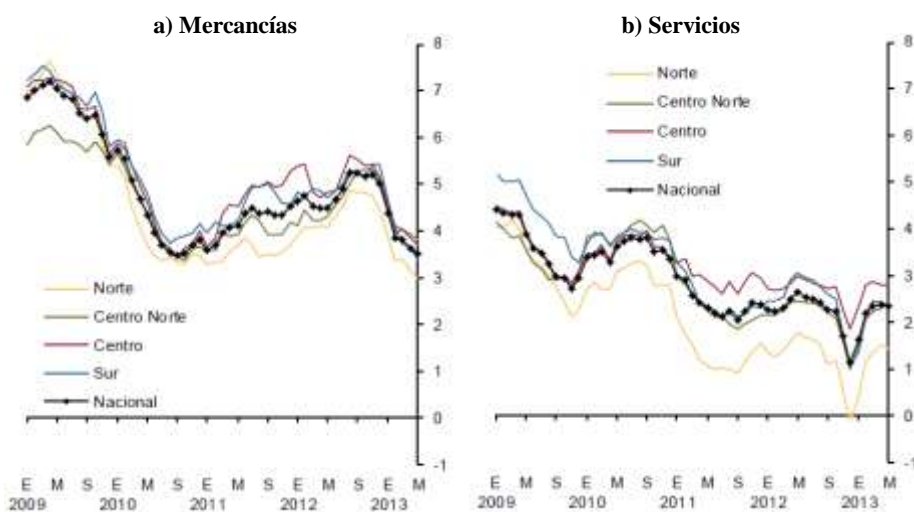 a) Mercancías
8
7
6
5
4
3
2
1
0
-1
Norte
Centro Norte
Centro
Sur
Nacional
E M S E M S E M S E M S E M
2009 2010 2011 2012 2013
b) Servicios
8
7
6
5
4
3
2
1
0
-1
Norte
Centro Norte
Centro
Sur
Nacional
E M S E M S E M S E M S E M
2009 2010 2011 2012 2013